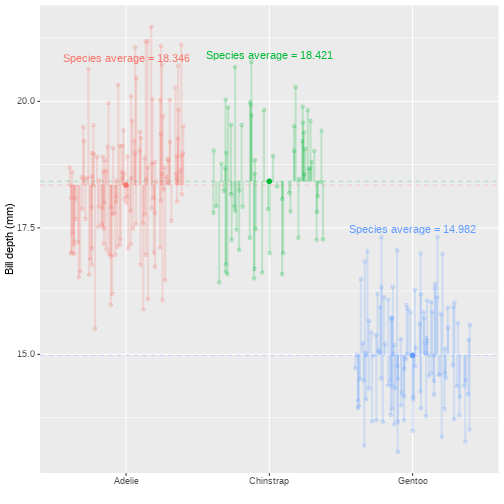 Species average = 18.421
Species average = 18.346
20.0
Species average = 14.982
17.5
15.0
Bill depth (mm)
Adelie
Chinstrap
Gentoo